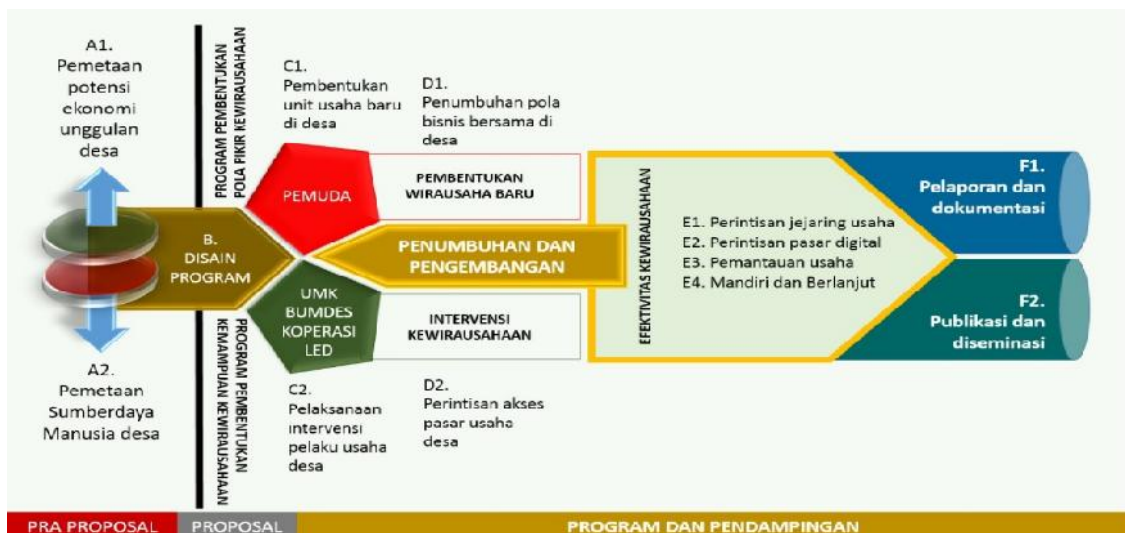 A1.
Pemetaan
potensi
ekonomi
unggulan
desa
A2.
Pemetaan
Sumberdaya
Manusia desa
B.
DISAIN
PROGRAM
PROGRAM PEMBENTUKAN
POLA PIKIR KEWIRAUSAHAAN
PROGRAM PEMBENTUKAN
KEMAMPUAN KEWIRAUSAHAAN
C1.
Pembentukan
unit usaha baru
di desa
PEMUDA
UMK
BUMDES
KOPERASI
LED
C2.
Pelaksanaan
intervensi
pelaku usaha
desa
D1.
Penumbuhan pola
bisnis bersama di
desa
PEMBENTUKAN
WIRAUSAHA BARU
PENUMBUHAN DAN
PENGEMBANGAN
INTERVENSI
KEWIRAUSAHAAN
D2.
Perintisan akses
pasar usaha
desa
EFEKTIVITAS KEWIRAUSAHAAN
E1. Perintisan jejaring usaha
E2. Perintisan pasar digital
E3. Pemantauan usaha
E4. Mandiri dan Berlanjut
F1.
Pelaporan dan
dokumentasi
F2.
Publikasi dan
diseminasi
PRA PROPOSAL
PROPOSAL
PROGRAM DAN PENDAMPINGAN